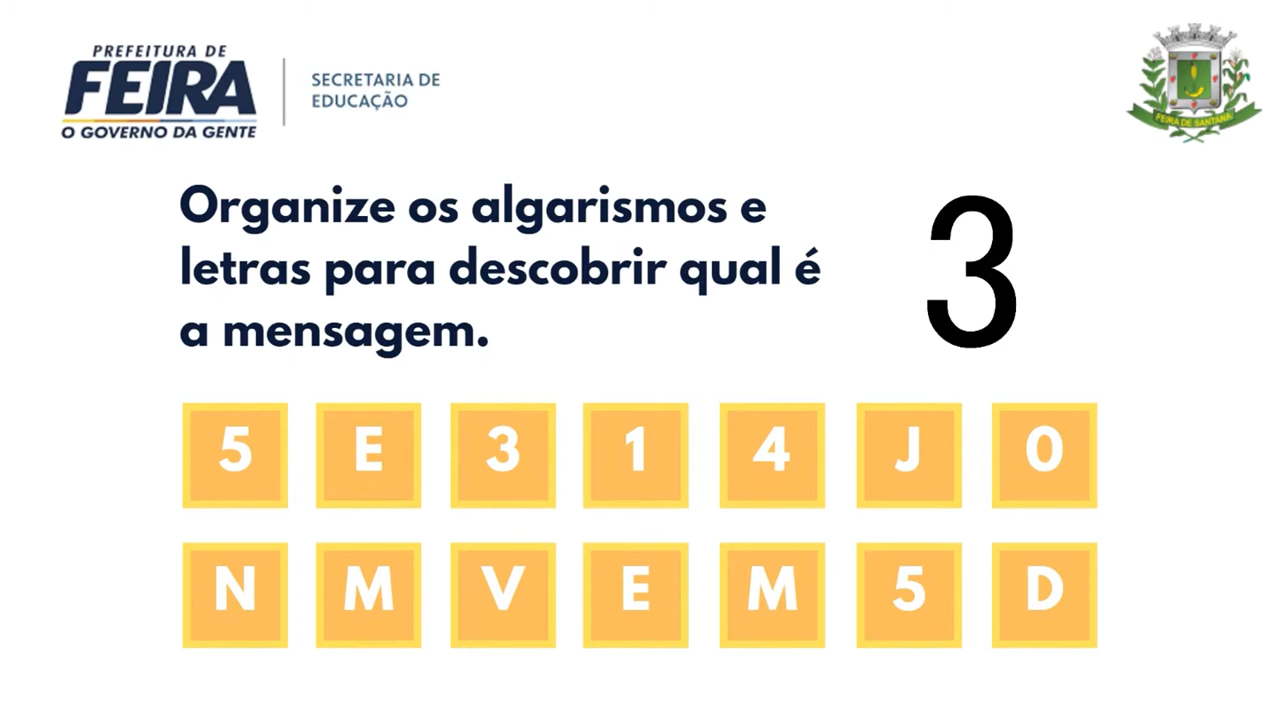 PREFEITURA DE
FEIRA
O GOVERNO DA GENTE
SECRETARIA DE
EDUCAÇÃO
FEIRA DE SANTANA
Organize os algarismos e
letras para descobrir qual é
a mensagem.
3
5 E 3 1 4 J 0
N M V E M 5 D